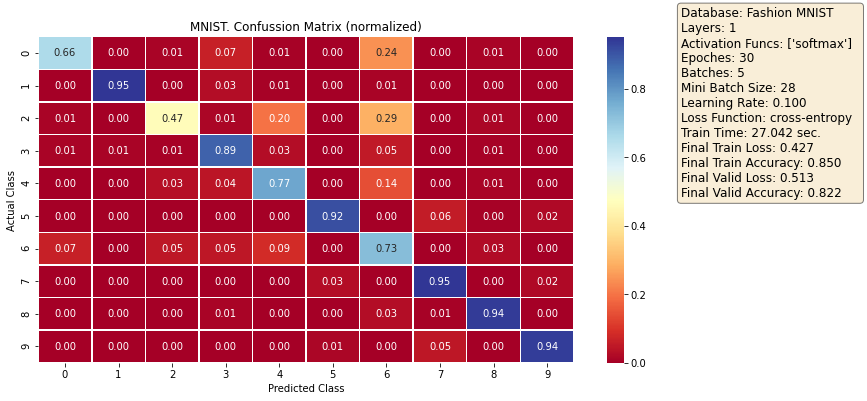 MNIST. Confussion Matrix (normalized)
Actual Class
0 0.66 0.00 0.01 0.07 0.01 0.00 0.24 0.00 0.01 0.00
1 0.00 0.95 0.00 0.03 0.01 0.00 0.01 0.00 0.00 0.00
2 0.01 0.00 0.47 0.01 0.20 0.00 0.29 0.00 0.01 0.00
3 0.01 0.01 0.01 0.89 0.03 0.00 0.05 0.00 0.01 0.00
4 0.00 0.00 0.03 0.04 0.77 0.00 0.14 0.00 0.01 0.00
5 0.00 0.00 0.00 0.00 0.00 0.92 0.00 0.06 0.00 0.02
6 0.07 0.00 0.05 0.05 0.09 0.00 0.73 0.00 0.03 0.00
7 0.00 0.00 0.00 0.00 0.00 0.03 0.00 0.95 0.00 0.02
8 0.00 0.00 0.00 0.01 0.00 0.00 0.03 0.01 0.94 0.00
9 0.00 0.00 0.00 0.00 0.00 0.01 0.00 0.05 0.00 0.94
0 1 2 3 4 5 6 7 8 9
Predicted Class
0.8
0.6
0.4
0.2
0.0
Database: Fashion MNIST
Layers: 1
Activation Funcs: ['softmax']
Epoches: 30
Batches: 5
Mini Batch Size: 28
Learning Rate: 0.100
Loss Function: cross-entropy
Train Time: 27.042 sec.
Final Train Loss: 0.427
Final Train Accuracy: 0.850
Final Valid Loss: 0.513
Final Valid Accuracy: 0.822